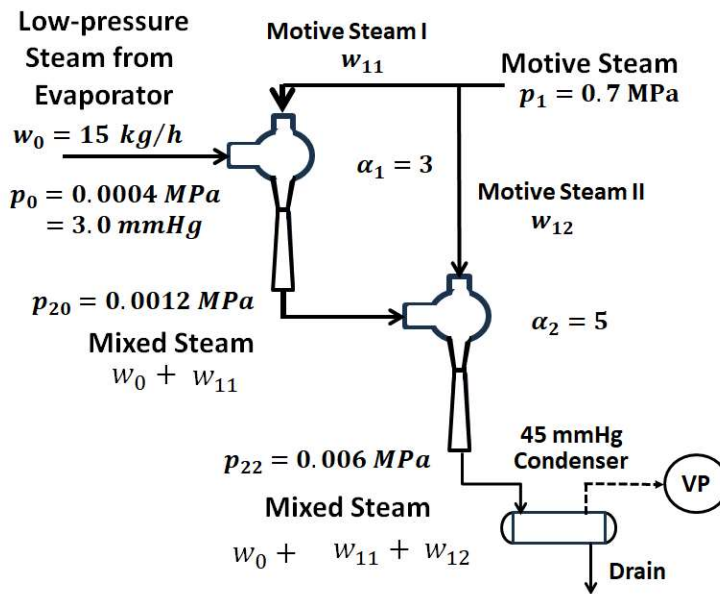 Low-pressure
Steam from
Evaporator
w₀ = 15 kg/h
p₀ = 0.0004 MPa
= 3.0 mmHg
Motive Steam I
w₁₁
Motive Steam
p₁ = 0.7 MPa
α₁ = 3
Motive Steam II
w₁₂
p₂₀ = 0.0012 MPa
Mixed Steam
w₀ + w₁₁
α₂ = 5
p₂₂ = 0.006 MPa
Mixed Steam
w₀ + w₁₁ + w₁₂
45 mmHg
Condenser
VP
Drain